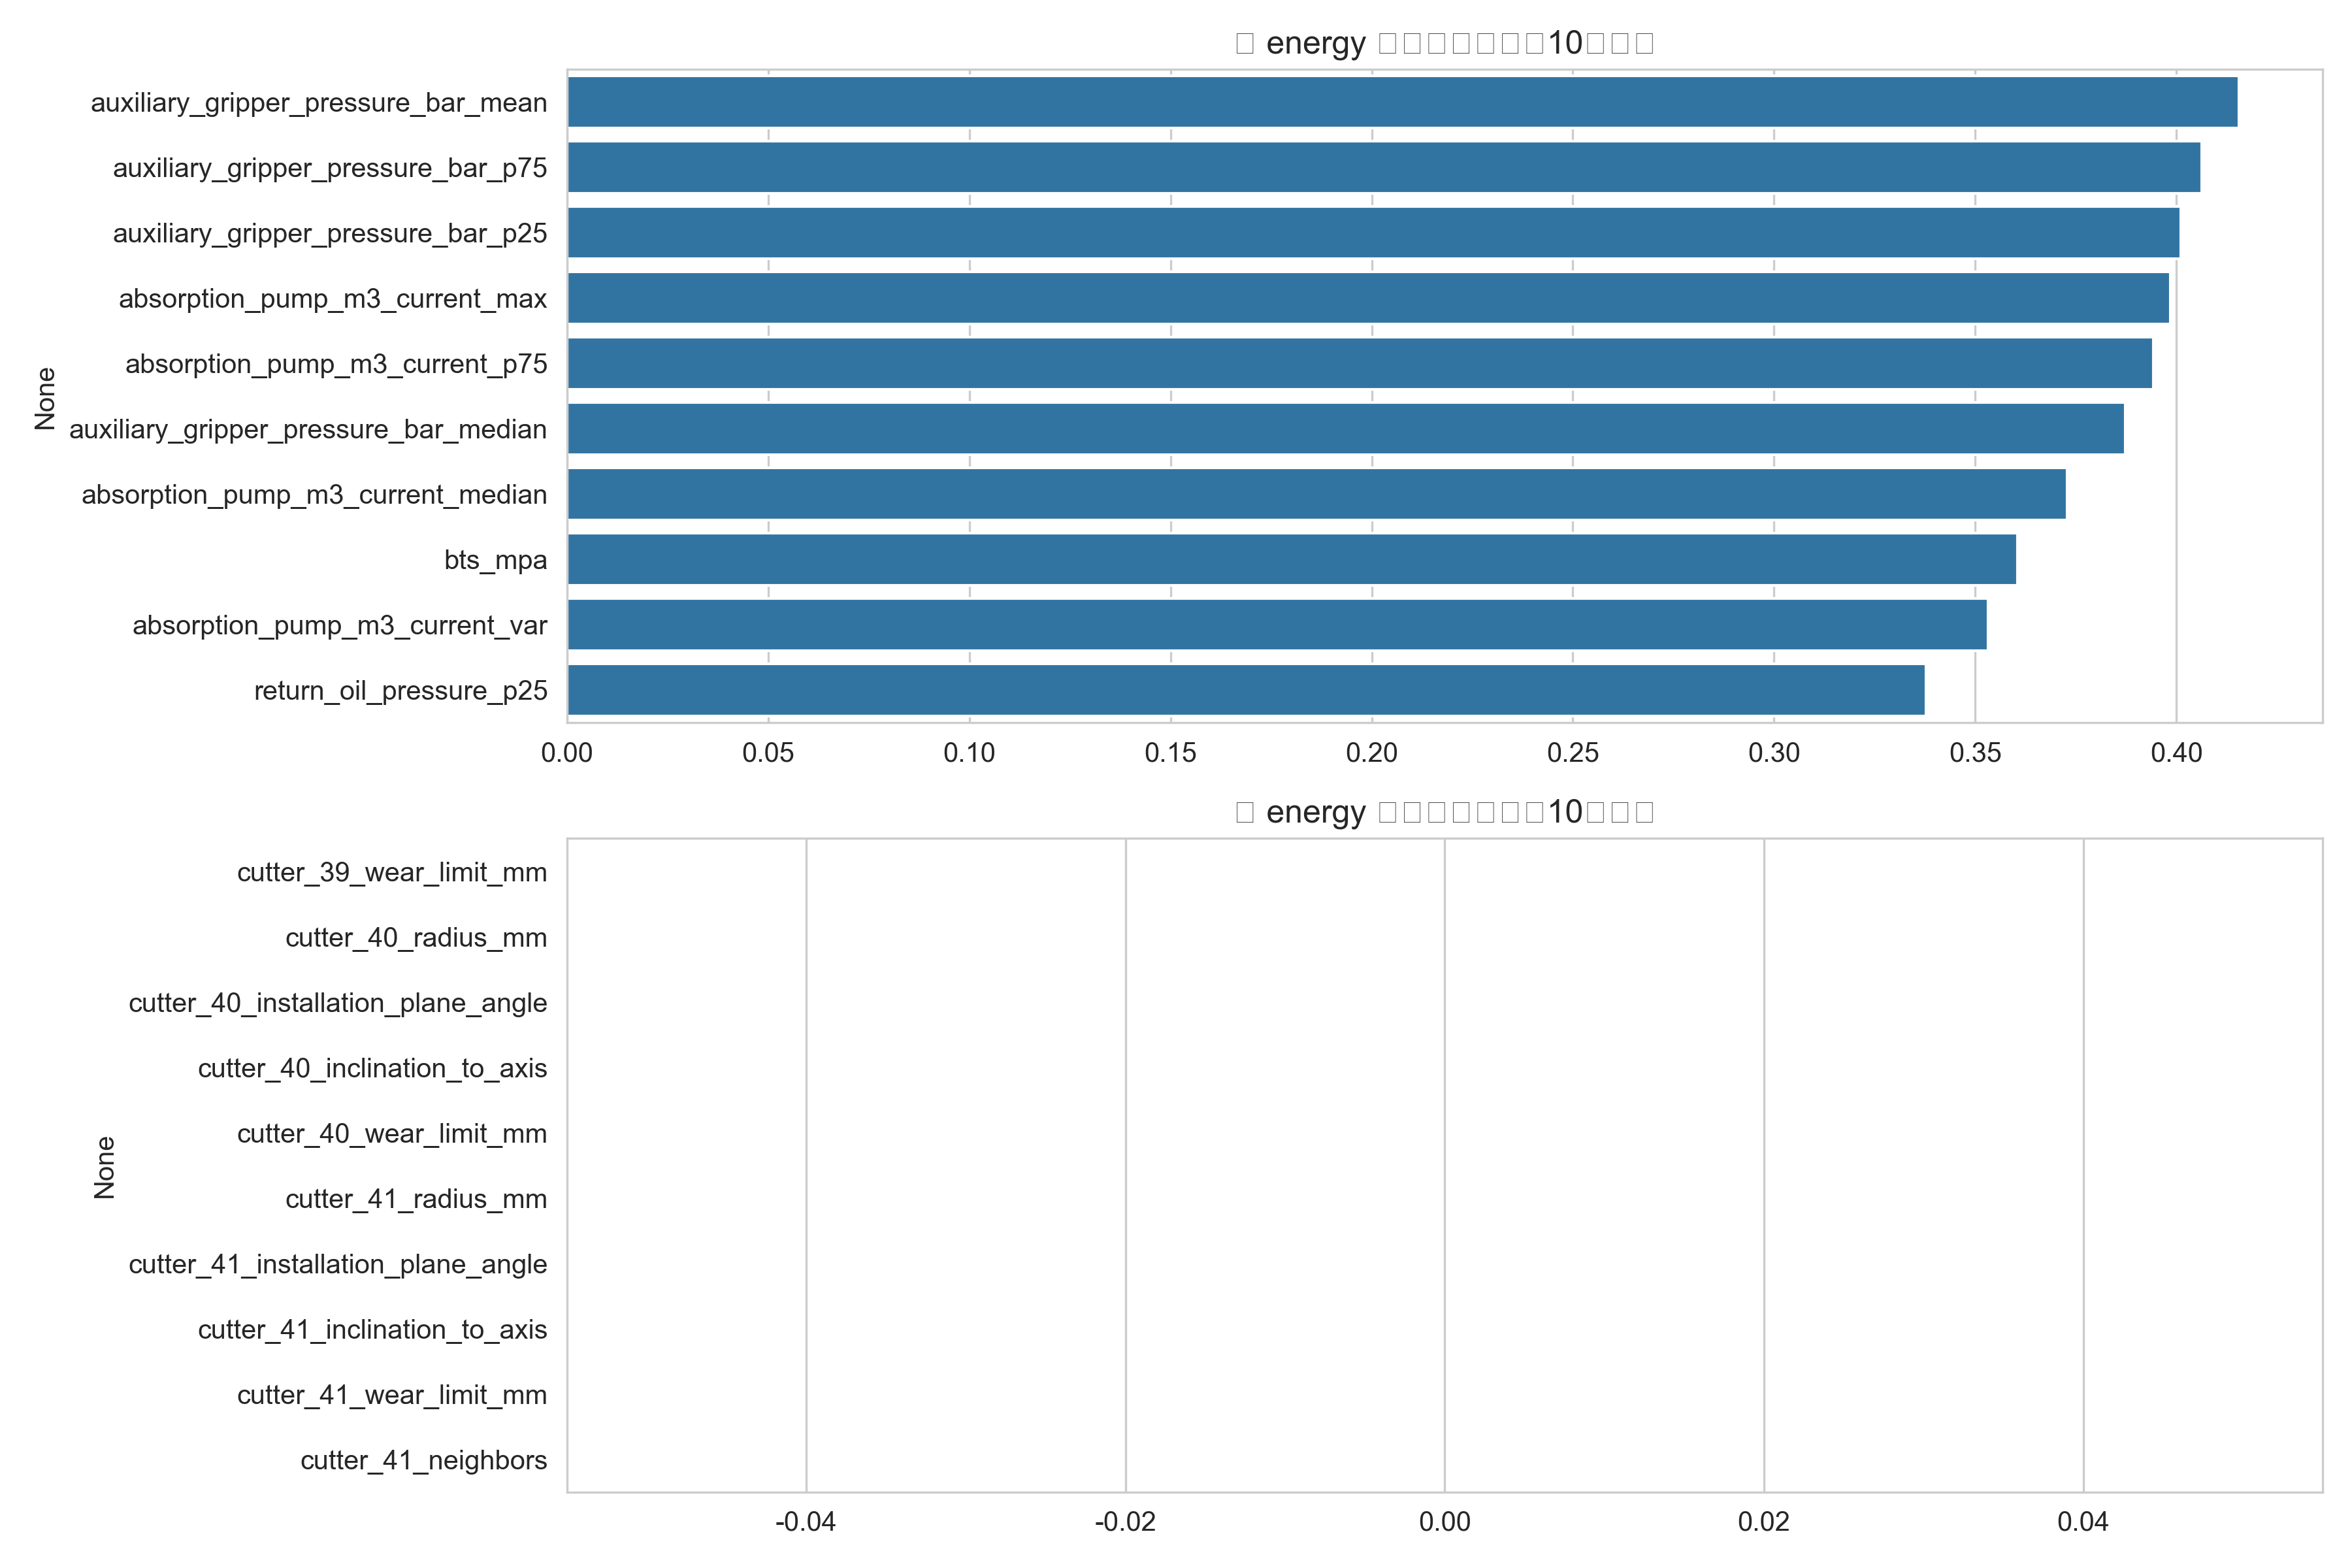 energy 10
auxiliary_gripper_pressure_bar_mean
auxiliary_gripper_pressure_bar_p75
auxiliary_gripper_pressure_bar_p25
absorption_pump_m3_current_max
absorption_pump_m3_current_p75
auxiliary_gripper_pressure_bar_median
absorption_pump_m3_current_median
bts_mpa
absorption_pump_m3_current_var
return_oil_pressure_p25
None
0.00 0.05 0.10 0.15 0.20 0.25 0.30 0.35 0.40
energy 10
cutter_39_wear_limit_mm
cutter_40_radius_mm
cutter_40_installation_plane_angle
cutter_40_inclination_to_axis
cutter_40_wear_limit_mm
cutter_41_radius_mm
cutter_41_installation_plane_angle
cutter_41_inclination_to_axis
cutter_41_wear_limit_mm
cutter_41_neighbors
None
-0.04 -0.02 0.00 0.02 0.04